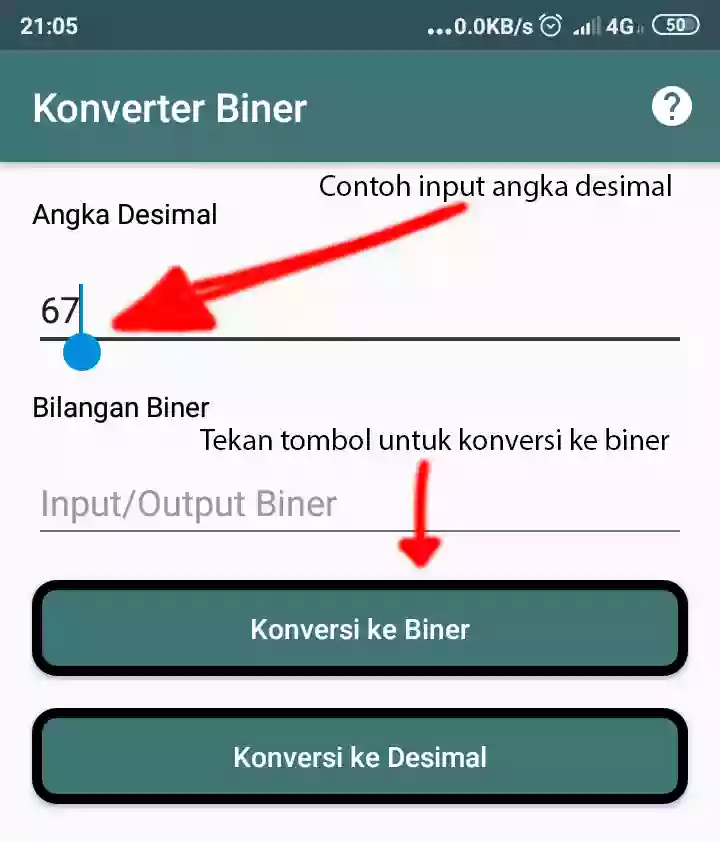 21:05
...0.0KB/s 4G 50
Konverter Biner
?
Contoh input angka desimal
Angka Desimal
67
Bilangan Biner
Tekan tombol untuk konversi ke biner
Input/Output Biner
Konversi ke Biner
Konversi ke Desimal